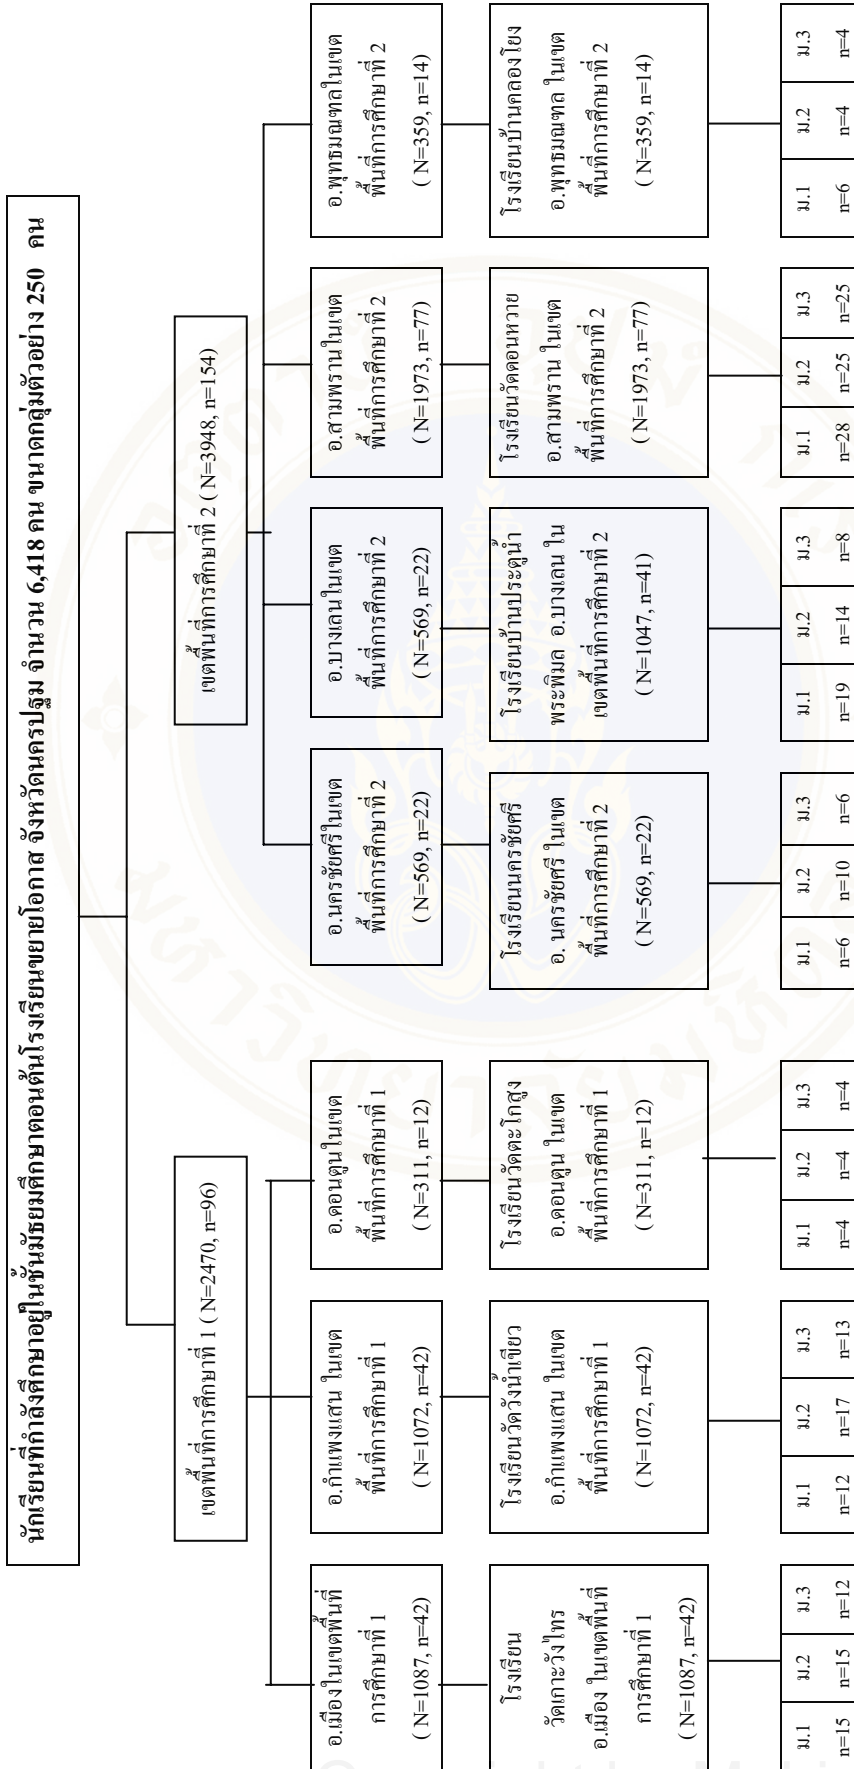 นักเรียนที่กำลังศึกษาอยู่ในชั้นมัธยมศึกษาตอนต้นโรงเรียนขยายโอกาส จังหวัดนครปฐม จำนวน 6,418 คน ขนาดกลุ่มตัวอย่าง 250 คน
เขตพื้นที่การศึกษาที่ 1 ( N=2470, n=96)
เขตพื้นที่การศึกษาที่ 2 ( N=3948, n=154)
อ.เมืองในเขตพื้นที่
การศึกษาที่ 1
( N=1087, n=42)
อ.กำแพงแสน ในเขต
พื้นที่การศึกษาที่ 1
( N=1072, n=42)
อ.ดอนตูมในเขต
พื้นที่การศึกษาที่ 1
( N=311, n=12)
อ.นครชัยศรีในเขต
พื้นที่การศึกษาที่ 2
( N=569, n=22)
อ.บางเลนในเขต
พื้นที่การศึกษาที่ 2
( N=569, n=22)
อ.สามพรานในเขต
พื้นที่การศึกษาที่ 2
( N=1973, n=77)
อ.พุทธมณฑลในเขต
พื้นที่การศึกษาที่ 2
( N=359, n=14)
โรงเรียน
วัดเกาะวังไทร
อ.เมือง ในเขตพื้นที่
การศึกษาที่ 1
( N=1087, n=42)
โรงเรียนวัดวังน้ำเขียว
อ.กำแพงแสน ในเขต
พื้นที่การศึกษาที่ 1
( N=1072, n=42)
โรงเรียนวัดตะโกสูง
อ.ดอนตูม ในเขต
พื้นที่การศึกษาที่ 1
( N=311, n=12)
โรงเรียนนครชัยศรี
อ. นครชัยศรี ในเขต
พื้นที่การศึกษาที่ 2
( N=569, n=22)
โรงเรียนบ้านประตูน้ำ
พระพิมล อ.บางเลน ใน
เขตพื้นที่การศึกษาที่ 2
( N=1047, n=41)
โรงเรียนวัดดอนหวาย
อ.สามพราน ในเขต
พื้นที่การศึกษาที่ 2
( N=1973, n=77)
โรงเรียนบ้านคลองโยง
อ.พุทธมณฑล ในเขต
พื้นที่การศึกษาที่ 2
( N=359, n=14)
ม.1 ม.2 ม.3
n=15 n=15 n=12
ม.1 ม.2 ม.3
n=12 n=17 n=13
ม.1 ม.2 ม.3
n=4 n=4 n=4
ม.1 ม.2 ม.3
n=6 n=10 n=6
ม.1 ม.2 ม.3
n=19 n=14 n=8
ม.1 ม.2 ม.3
n=28 n=25 n=25
ม.1 ม.2 ม.3
n=6 n=4 n=4
มหาวิทยาลัยมหิดล